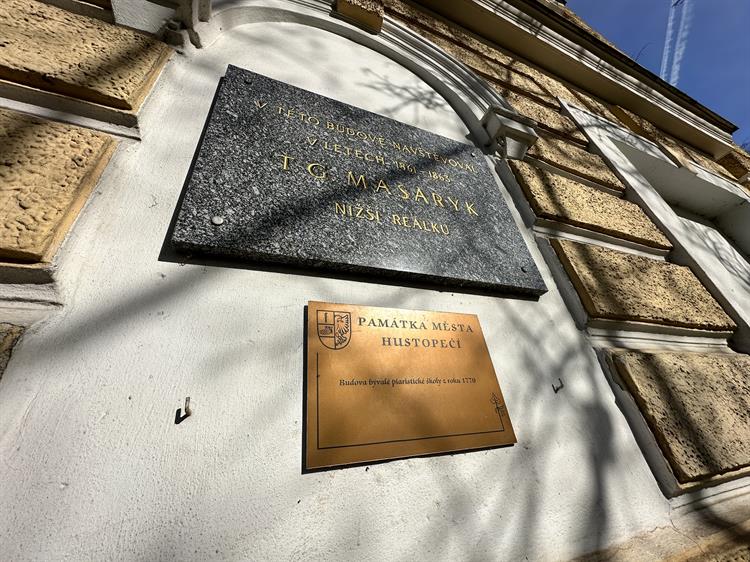 V TÉTO BUDOVĚ NAVŠTĚVOVAL
V LETECH 1861-1863
T G MASARYK
NIŽŠÍ REÁLKU
PAMÁTKA MĚSTA
HUSTOPEČÍ
Budova bývalé piaristické školy z roku 1770